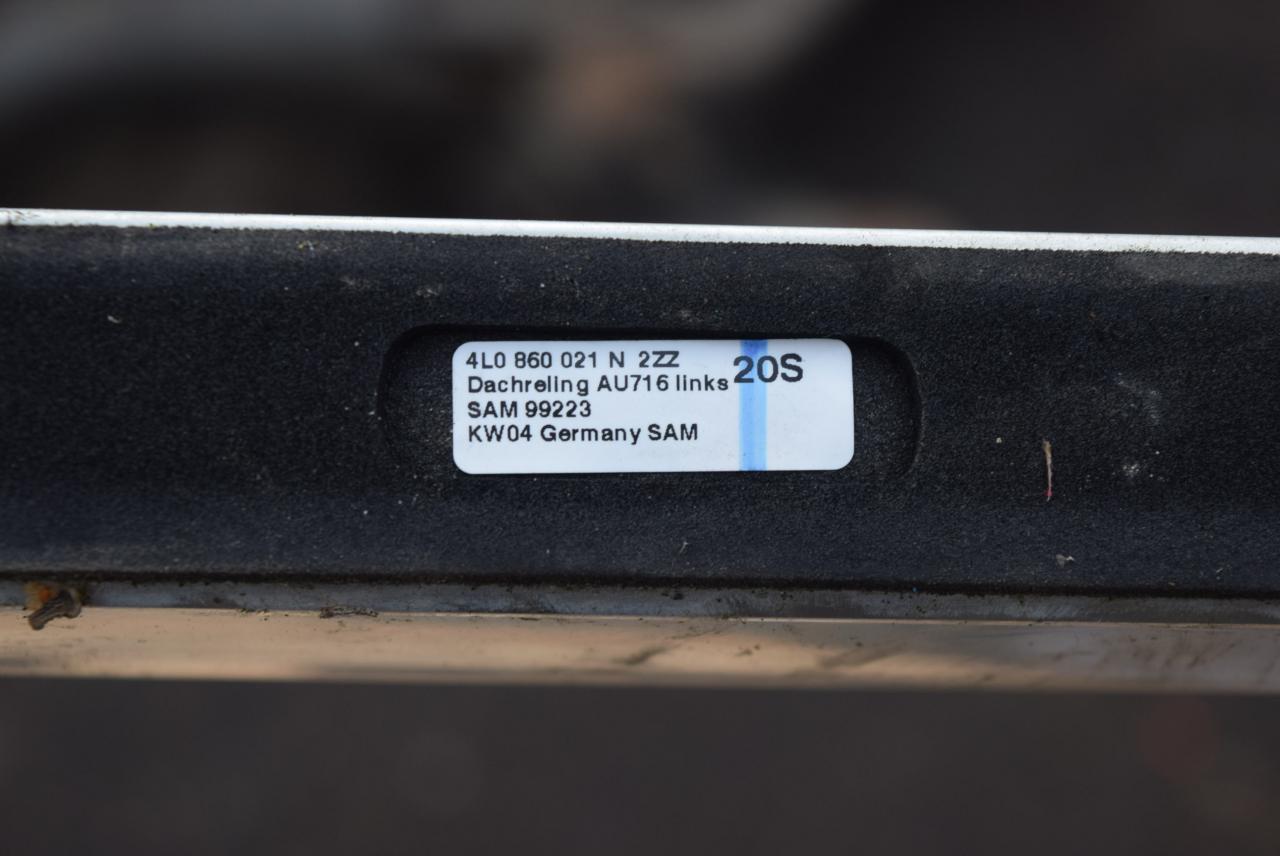 4L0 860 021 N 2ZZ 20S
Dachreling AU716 links
SAM 99223
KW04 Germany SAM